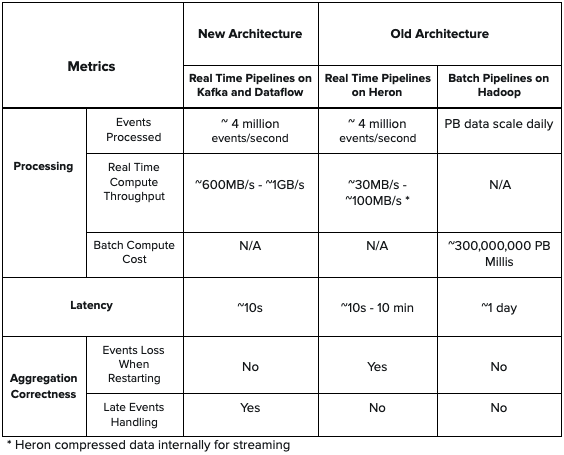 Metrics
New Architecture
Old Architecture
Real Time Pipelines on
Kafka and Dataflow
Real Time Pipelines
on Heron
Batch Pipelines on
Hadoop
Processing
Events
Processed
~ 4 million
events/second
~ 4 million
events/second
PB data scale daily
Real Time
Compute
Throughput
~600MB/s - ~1GB/s
~30MB/s -
~100MB/s *
N/A
Batch Compute
Cost
N/A
N/A
~300,000,000 PB
Millis
Latency
~10s
~10s - 10 min
~1 day
Aggregation
Correctness
Events Loss
When
Restarting
No
Yes
No
Late Events
Handling
Yes
No
No
* Heron compressed data internally for streaming